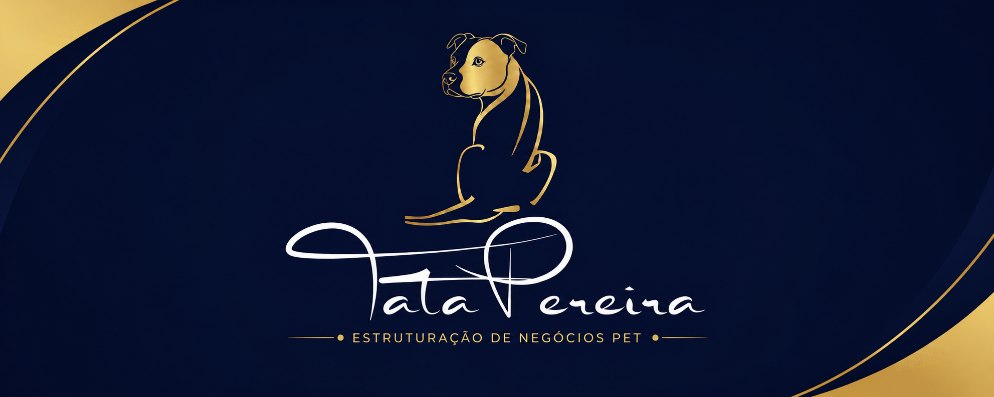 Tata Pereira
ESTRUTURAÇÃO DE NEGÓCIOS PET